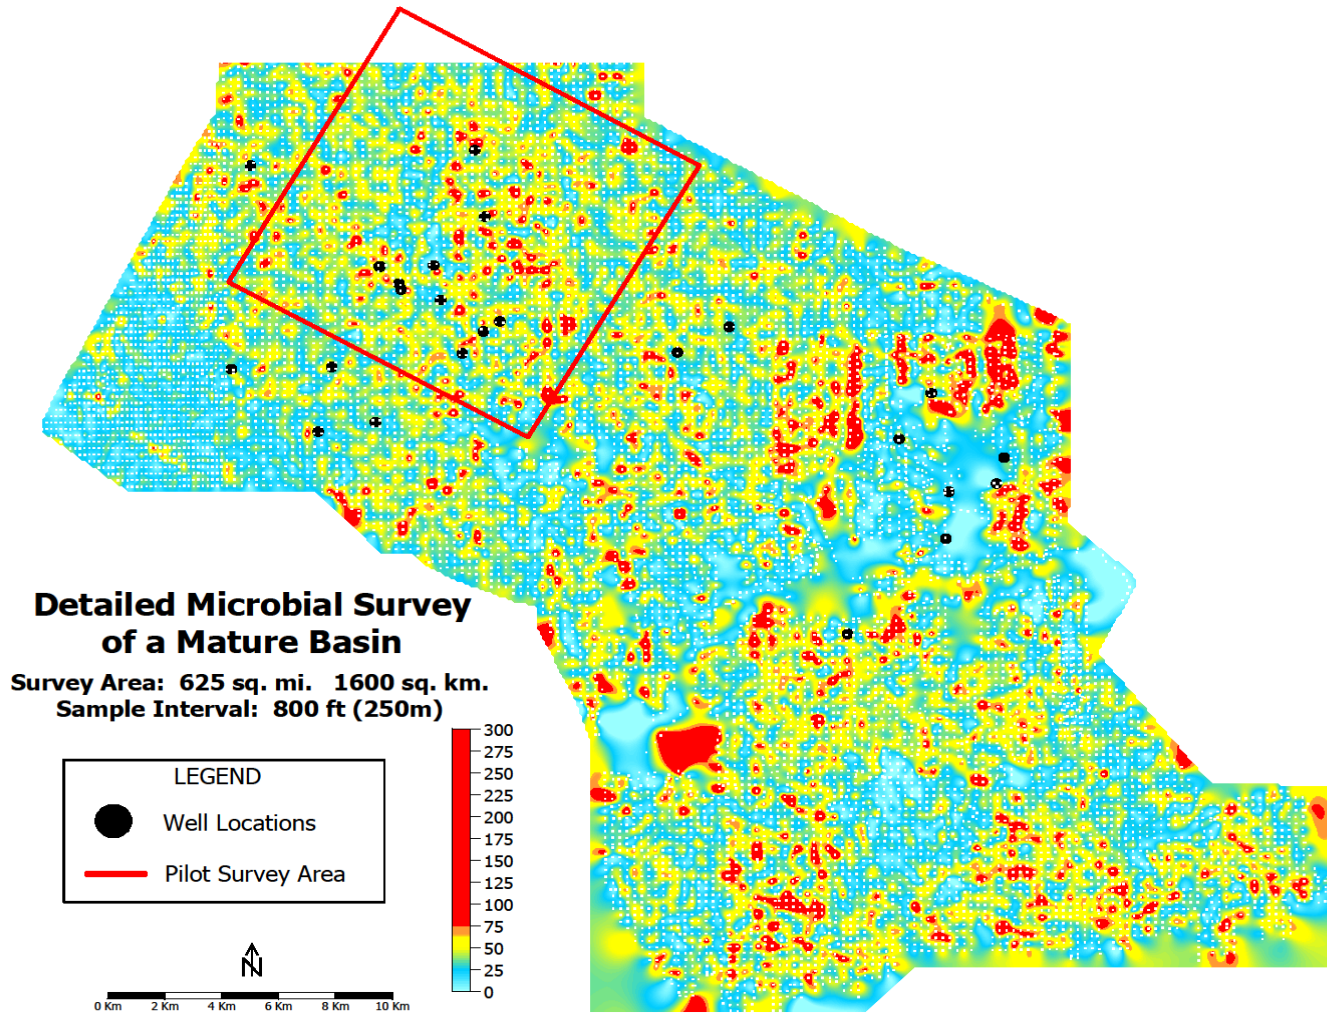 Detailed Microbial Survey
of a Mature Basin
Survey Area: 625 sq. mi. 1600 sq. km.
Sample Interval: 800 ft (250m)
LEGEND
Well Locations
Pilot Survey Area
N
0 Km 2 Km 4 Km 6 Km 8 Km 10 Km
300
275
250
225
200
175
150
125
100
75
50
25
0